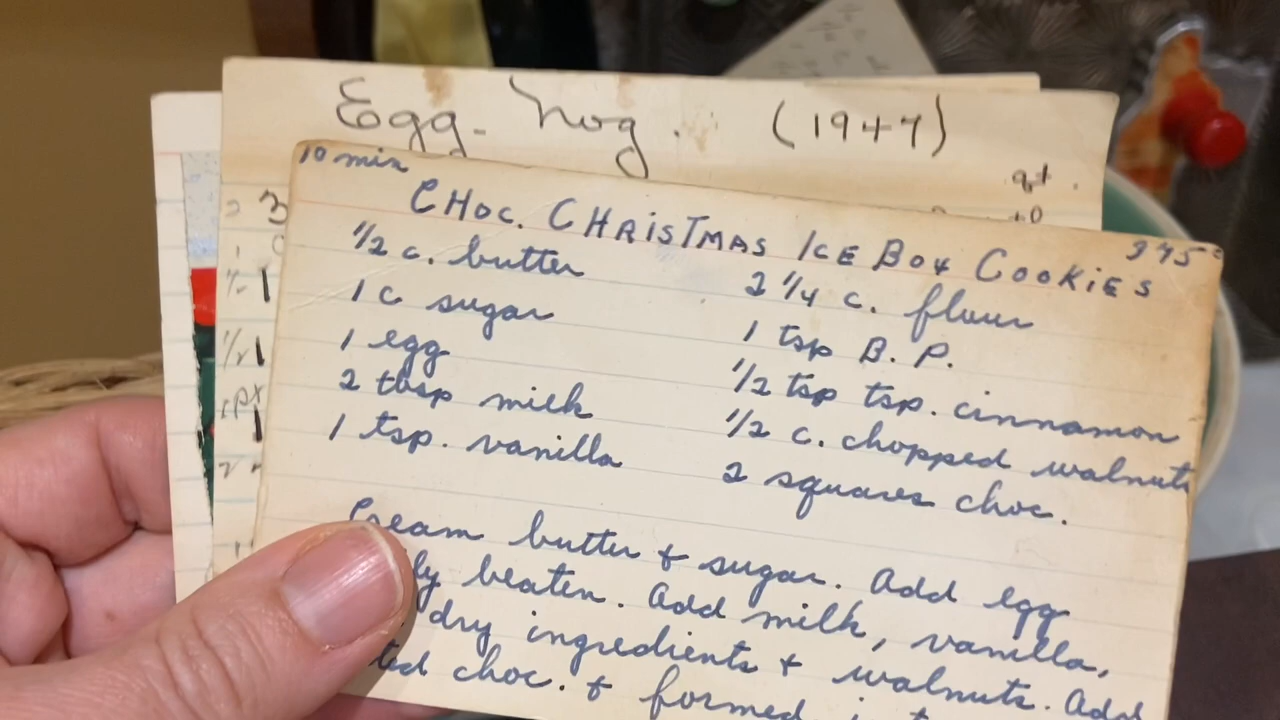 Egg- Nog. (1947)
qt.
3
10 min
CHOC. CHRISTMAS ICE BOX COOKIES 375°
1/2 c. butter
1 c sugar
1 egg
2 tbsp milk
1 tsp. vanilla
2 1/4 c. flour
1 tsp B. P.
1/2 tsp tsp. cinnamon
1/2 c. chopped walnuts
2 squares choc.
Cream butter & sugar. Add egg
beaten. Add milk, vanilla,
dry ingredients & walnuts. Add
choc. & formed